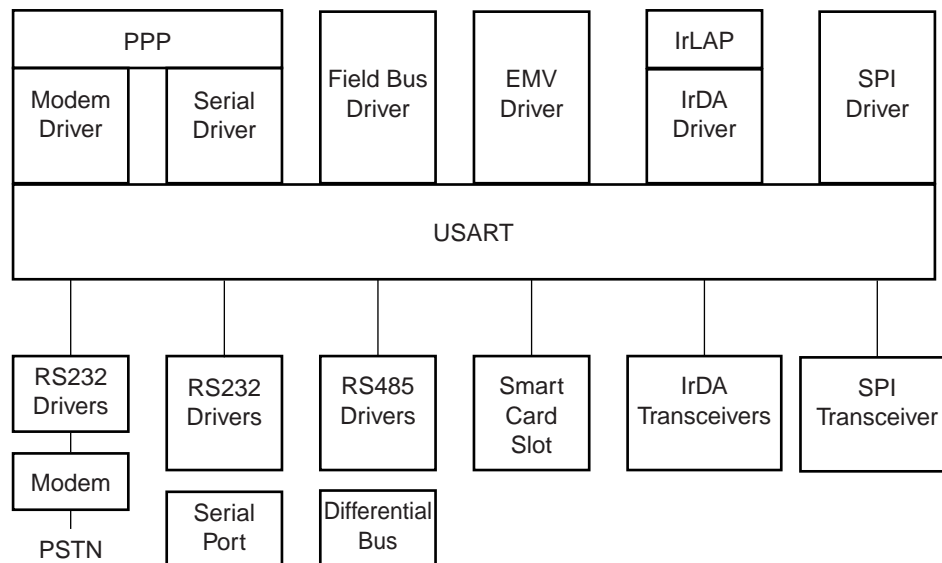 PPP
Modem
Driver
Serial
Driver
Field Bus
Driver
EMV
Driver
IrLAP
IrDA
Driver
SPI
Driver
USART
RS232
Drivers
Modem
PSTN
RS232
Drivers
Serial
Port
RS485
Drivers
Differential
Bus
Smart
Card
Slot
IrDA
Transceivers
SPI
Transceiver